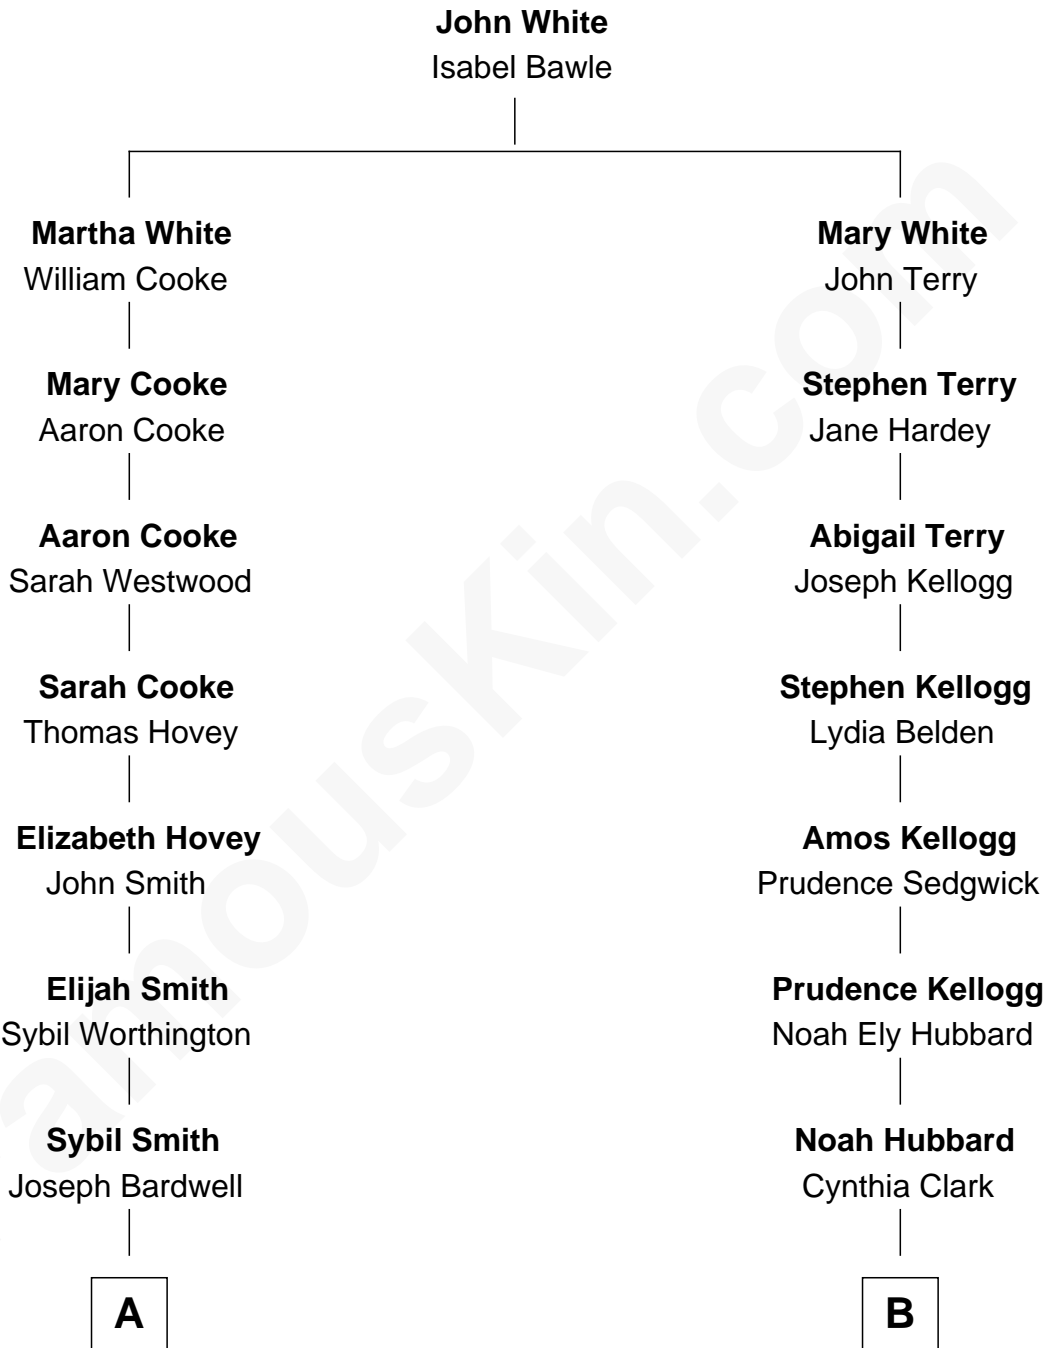 John White
Isabel Bawle
Martha White
William Cooke
Mary White
John Terry
Mary Cooke
Aaron Cooke
Stephen Terry
Jane Hardey
Aaron Cooke
Sarah Westwood
Abigail Terry
Joseph Kellogg
Sarah Cooke
Thomas Hovey
Stephen Kellogg
Lydia Belden
Elizabeth Hovey
John Smith
Amos Kellogg
Prudence Sedgwick
Elijah Smith
Sybil Worthington
Prudence Kellogg
Noah Ely Hubbard
Sybil Smith
Joseph Bardwell
Noah Hubbard
Cynthia Clark
A
B
amousKin.com